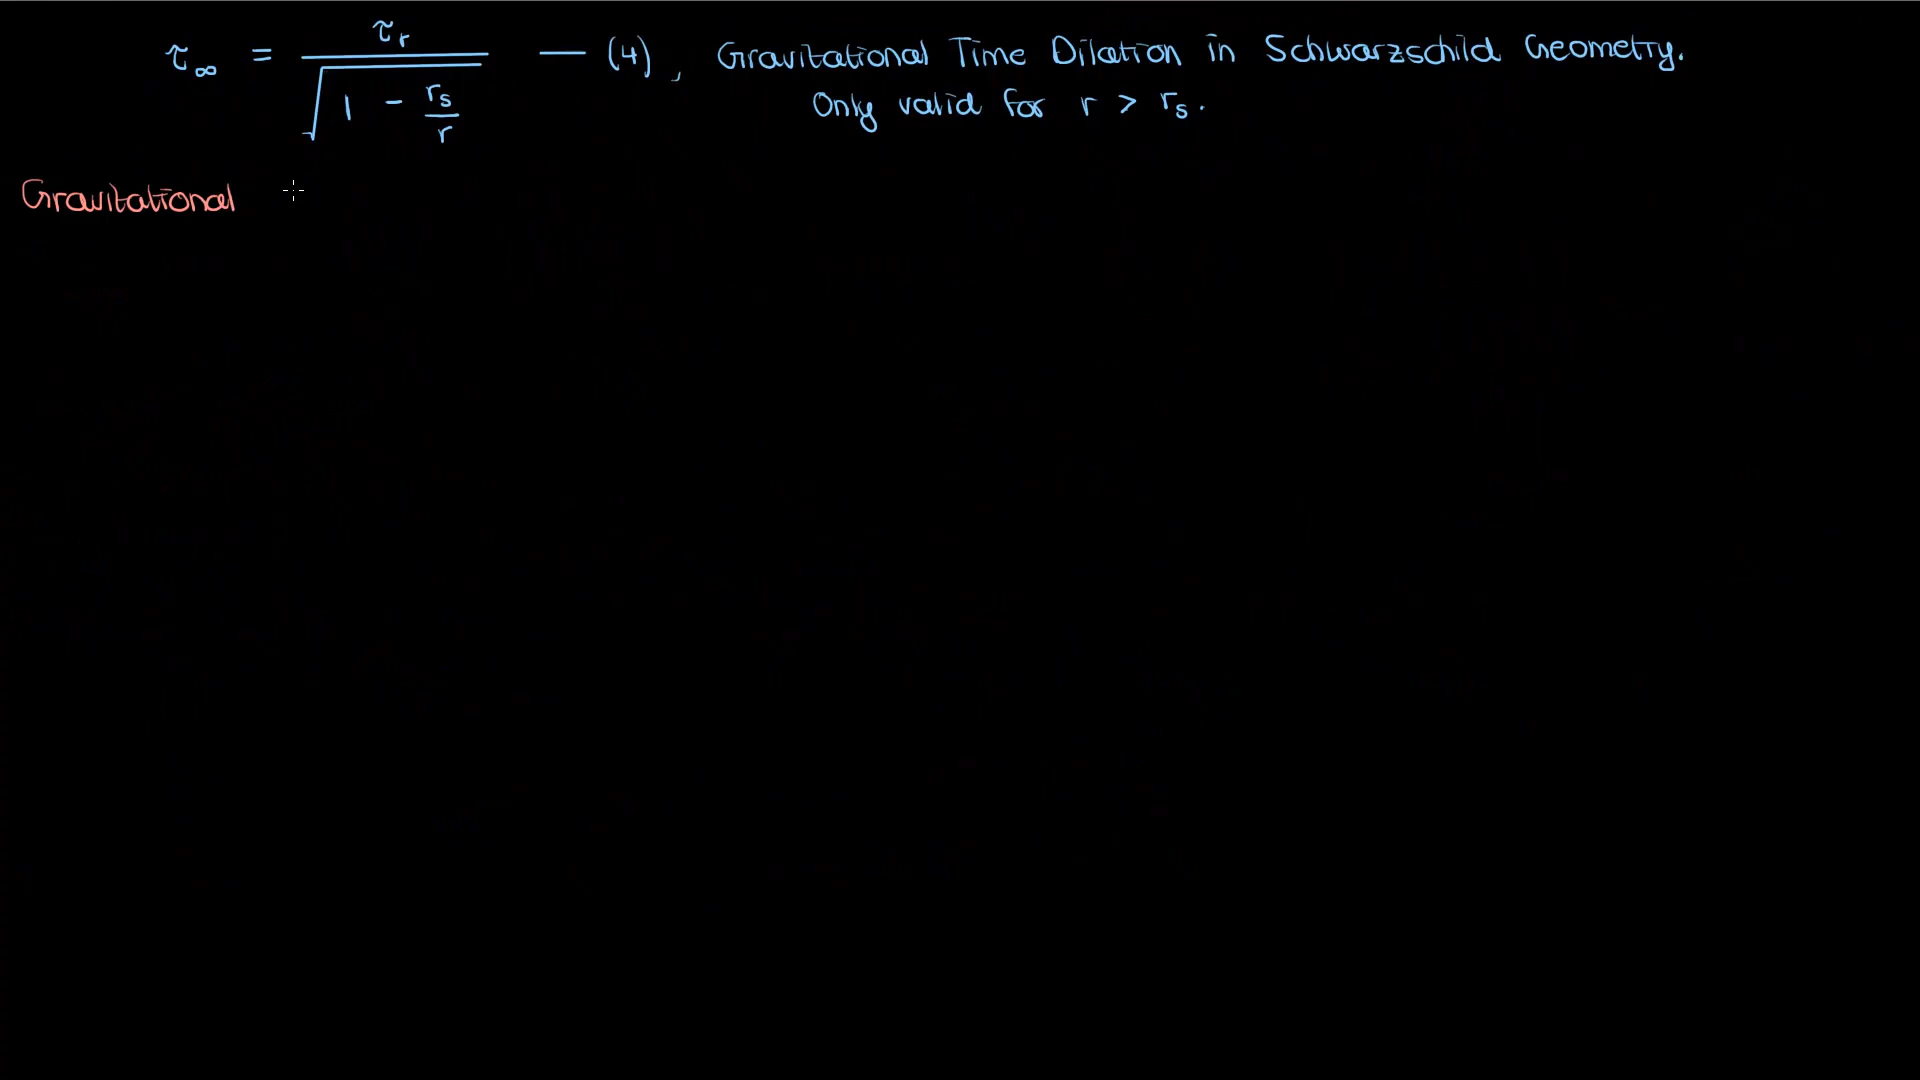 τ∞ = τr / √(1 - rs/r) — (4), Gravitational Time Dilation in Schwarzschild Geometry.
Only valid for r > rs.
Gravitational